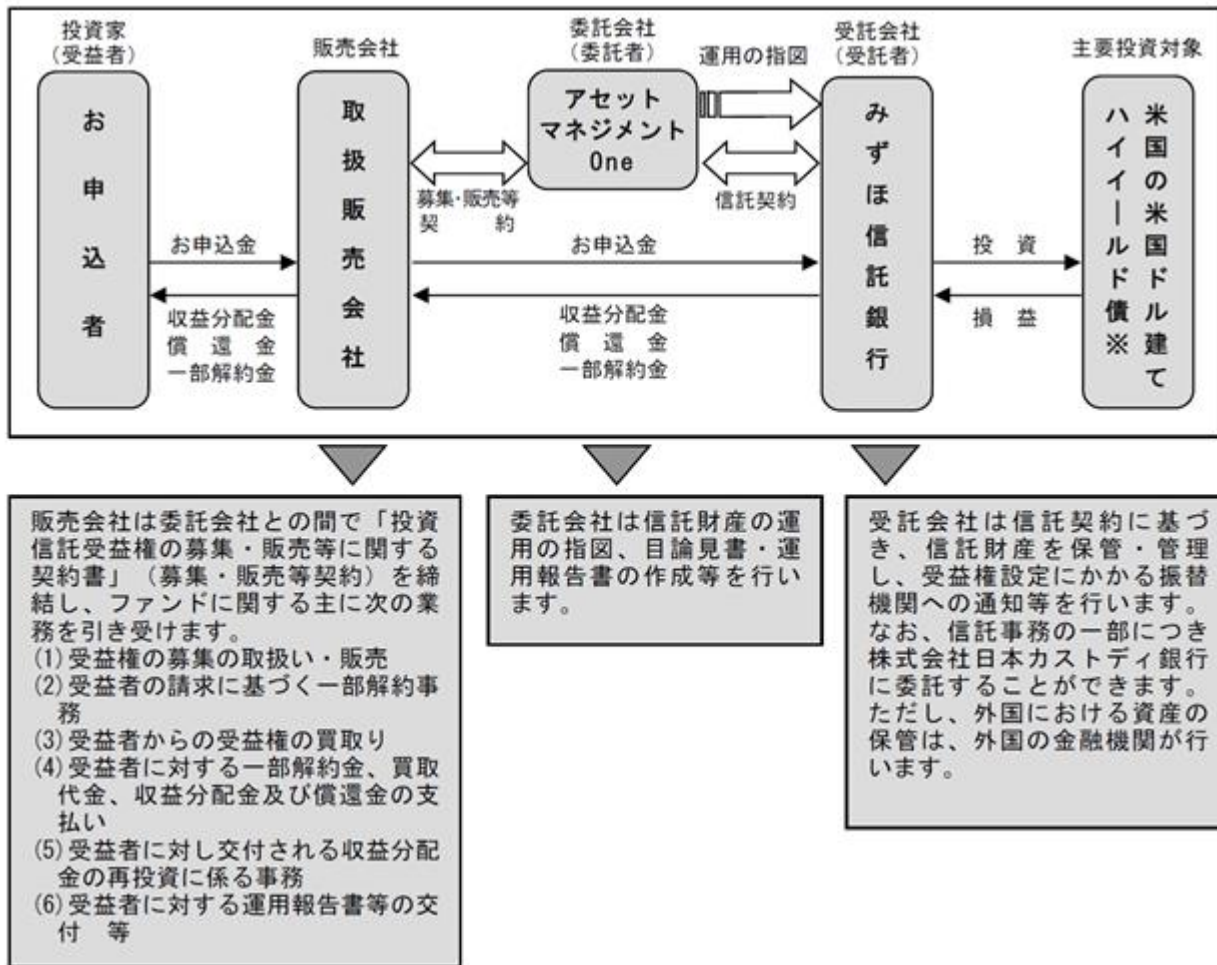 投資家
(受益者)
お申込者
販売会社
取扱販売会社
委託会社
(委託者)
アセット
マネジメント
One
運用の指図
受託会社
(受託者)
みずほ信託銀行
主要投資対象
米国の米国ドル建て
ハイイールド債※
募集・販売等
契　約
信託契約
お申込金
収益分配金
償　還　金
一部解約金
お申込金
収益分配金
償　還　金
一部解約金
投　資
損　益
販売会社は委託会社との間で「投資
信託受益権の募集・販売等に関する
契約書」（募集・販売等契約）を締
結し、ファンドに関する主に次の業
務を引き受けます。
(1)受益権の募集の取扱い・販売
(2)受益者の請求に基づく一部解約事
務
(3)受益者からの受益権の買取り
(4)受益者に対する一部解約金、買取
代金、収益分配金及び償還金の支
払い
(5)受益者に対し交付される収益分配
金の再投資に係る事務
(6)受益者に対する運用報告書等の交
付　等
委託会社は信託財産の運
用の指図、目論見書・運
用報告書の作成等を行い
ます。
受託会社は信託契約に基づ
き、信託財産を保管・管理
し、受益権設定にかかる振替
機関への通知等を行います。
なお、信託事務の一部につき
株式会社日本カストディ銀行
に委託することができます。
ただし、外国における資産の
保管は、外国の金融機関が行
います。